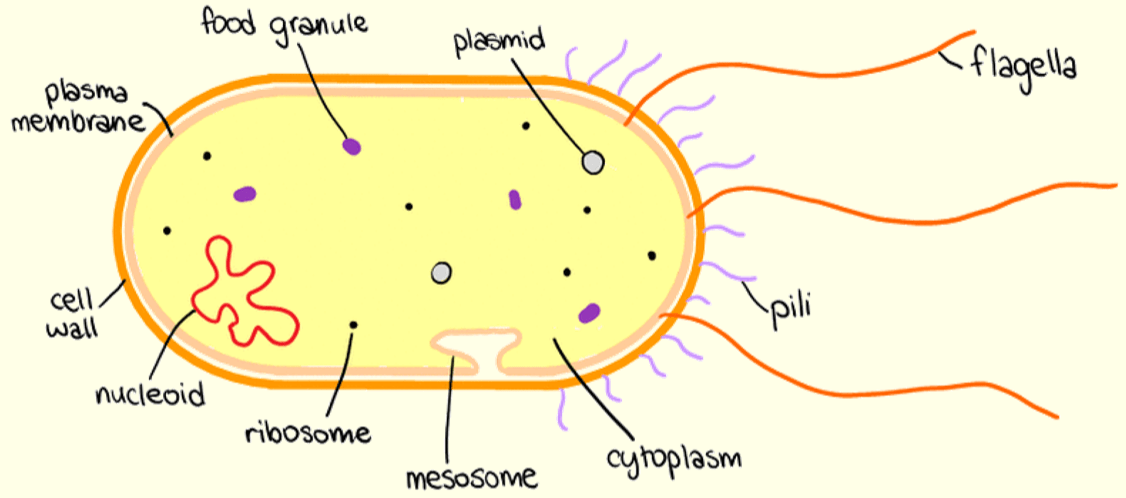 food granule
plasmid
flagella
plasma
membrane
pili
cell
wall
nucleoid
ribosome
mesosome
cytoplasm